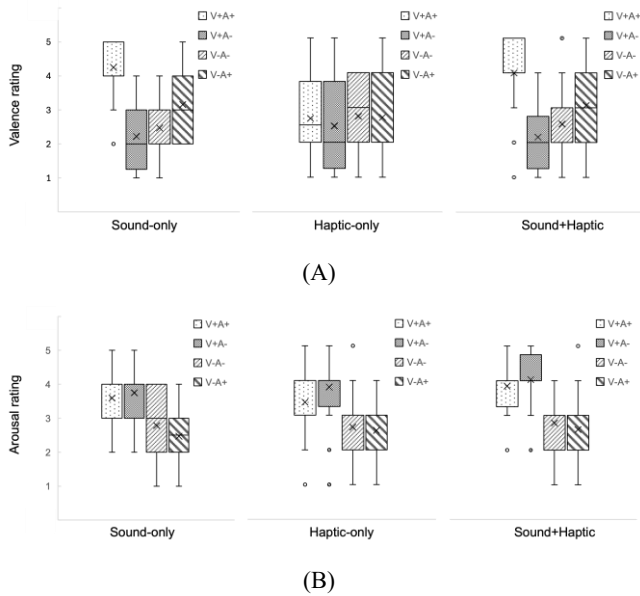 V+A+
V+A-
V-A-
V-A+
V+A+
V+A-
V-A-
V-A+
V+A+
V+A-
V-A-
V-A+
Valence rating
5
4
3
2
1
Sound-only Haptic-only Sound+Haptic
(A)
V+A+
V+A-
V-A-
V-A+
V+A+
V+A-
V-A-
V-A+
V+A+
V+A-
V-A-
V-A+
Arousal rating
5
4
3
2
1
Sound-only Haptic-only Sound+Haptic
(B)